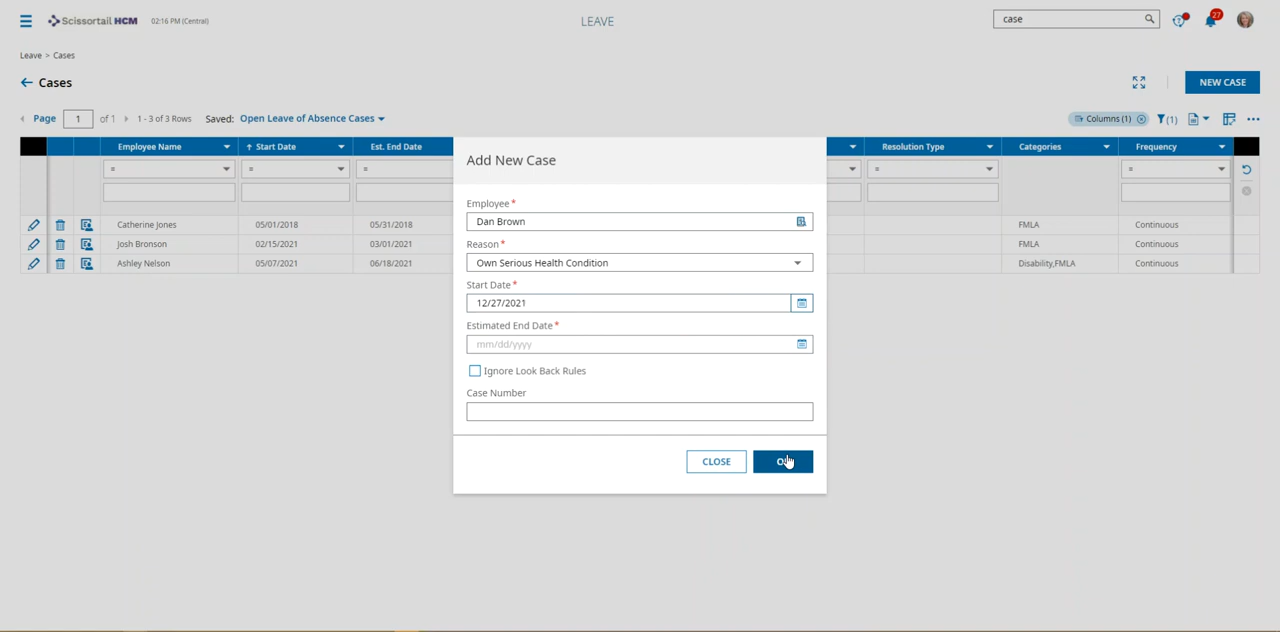 Scissortail HCM 02:16 PM (Central) LEAVE case 27
Leave > Cases
Cases NEW CASE
Page 1 of 1 1 - 3 of 3 Rows Saved: Open Leave of Absence Cases Columns (1) (1)
Employee Name Start Date Est. End Date Resolution Type Categories Frequency
= = = = =
Catherine Jones 05/01/2018 05/31/2018 FMLA Continuous
Josh Bronson 02/15/2021 03/01/2021 FMLA Continuous
Ashley Nelson 05/07/2021 06/18/2021 Disability,FMLA Continuous
Add New Case
Employee*
Dan Brown
Reason*
Own Serious Health Condition
Start Date*
12/27/2021
Estimated End Date*
mm/dd/yyyy
Ignore Look Back Rules
Case Number
CLOSE